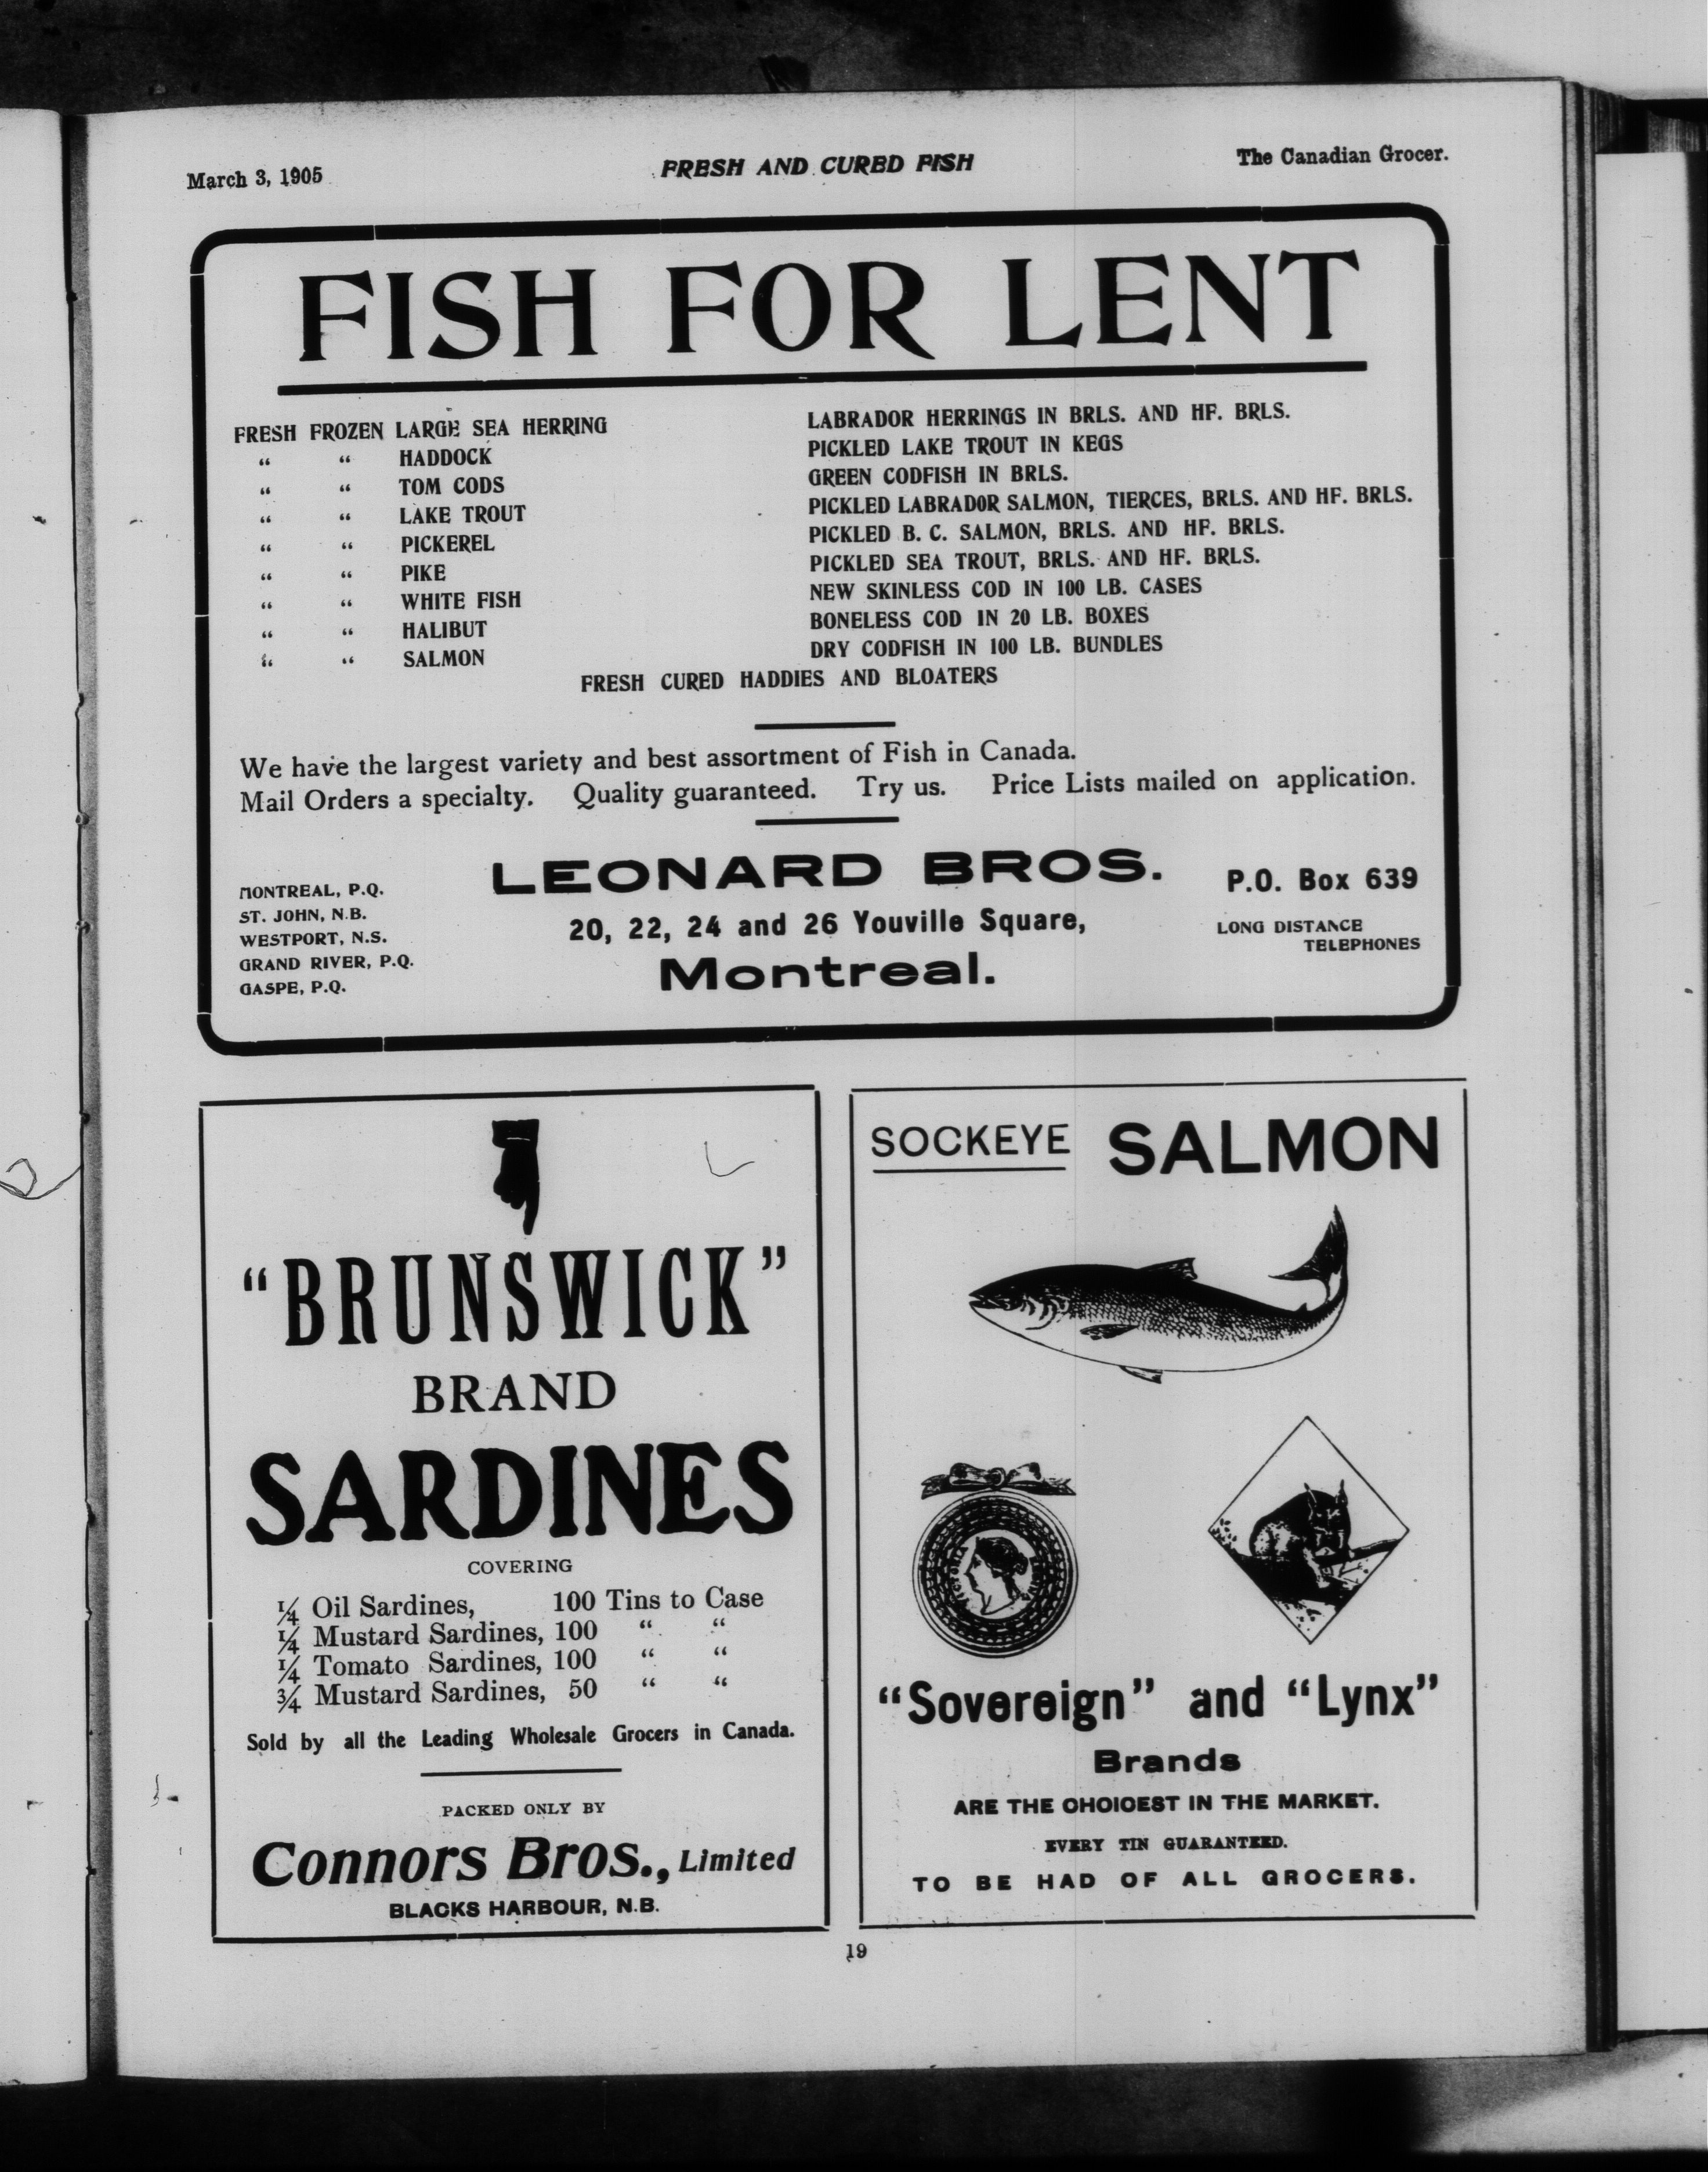 March 3, 1905
FRESH AND CURED FISH
The Canadian Grocer.
FISH FOR LENT
FRESH FROZEN LARGE SEA HERRING
“ “ HADDOCK
“ “ TOM CODS
“ “ LAKE TROUT
“ “ PICKEREL
“ “ PIKE
“ “ WHITE FISH
“ “ HALIBUT
“ “ SALMON
LABRADOR HERRINGS IN BRLS. AND HF. BRLS.
PICKLED LAKE TROUT IN KEGS
GREEN CODFISH IN BRLS.
PICKLED LABRADOR SALMON, TIERCES, BRLS. AND HF. BRLS.
PICKLED B. C. SALMON, BRLS. AND HF. BRLS.
PICKLED SEA TROUT, BRLS. AND HF. BRLS.
NEW SKINLESS COD IN 100 LB. CASES
BONELESS COD IN 20 LB. BOXES
DRY CODFISH IN 100 LB. BUNDLES
FRESH CURED HADDIES AND BLOATERS
We have the largest variety and best assortment of Fish in Canada.
Mail Orders a specialty. Quality guaranteed. Try us. Price Lists mailed on application.
MONTREAL, P.Q.
ST. JOHN, N.B.
WESTPORT, N.S.
GRAND RIVER, P.Q.
GASPE, P.Q.
LEONARD BROS.
20, 22, 24 and 26 Youville Square,
Montreal.
P.O. Box 639
LONG DISTANCE
TELEPHONES
“BRUNSWICK”
BRAND
SARDINES
COVERING
¼ Oil Sardines, 100 Tins to Case
¼ Mustard Sardines, 100 “ “
¼ Tomato Sardines, 100 “ “
¾ Mustard Sardines, 50 “ “
Sold by all the Leading Wholesale Grocers in Canada.
PACKED ONLY BY
Connors Bros., Limited
BLACKS HARBOUR, N.B.
SOCKEYE SALMON
“Sovereign” and “Lynx”
Brands
ARE THE CHOICEST IN THE MARKET.
EVERY TIN GUARANTEED.
TO BE HAD OF ALL GROCERS.
19